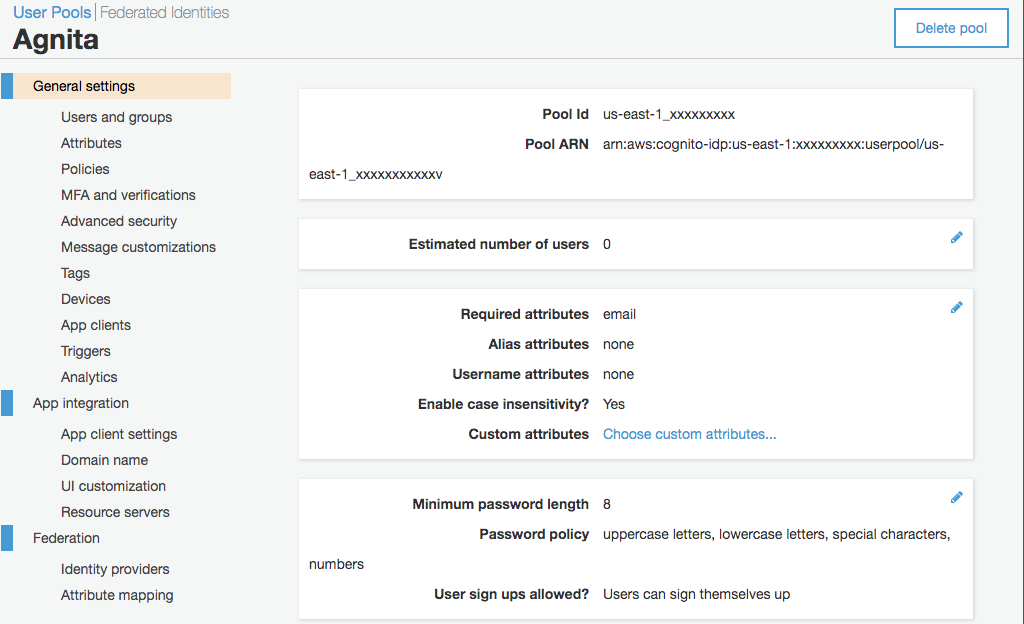 User Pools | Federated Identities
Agnita
Delete pool
General settings
Users and groups
Attributes
Policies
MFA and verifications
Advanced security
Message customizations
Tags
Devices
App clients
Triggers
Analytics
App integration
App client settings
Domain name
UI customization
Resource servers
Federation
Identity providers
Attribute mapping
Pool Id us-east-1_xxxxxxxxx
Pool ARN arn:aws:cognito-idp:us-east-1:xxxxxxxxx:userpool/us-
east-1_xxxxxxxxxxxv
Estimated number of users 0
Required attributes email
Alias attributes none
Username attributes none
Enable case insensitivity? Yes
Custom attributes Choose custom attributes...
Minimum password length 8
Password policy uppercase letters, lowercase letters, special characters,
numbers
User sign ups allowed? Users can sign themselves up